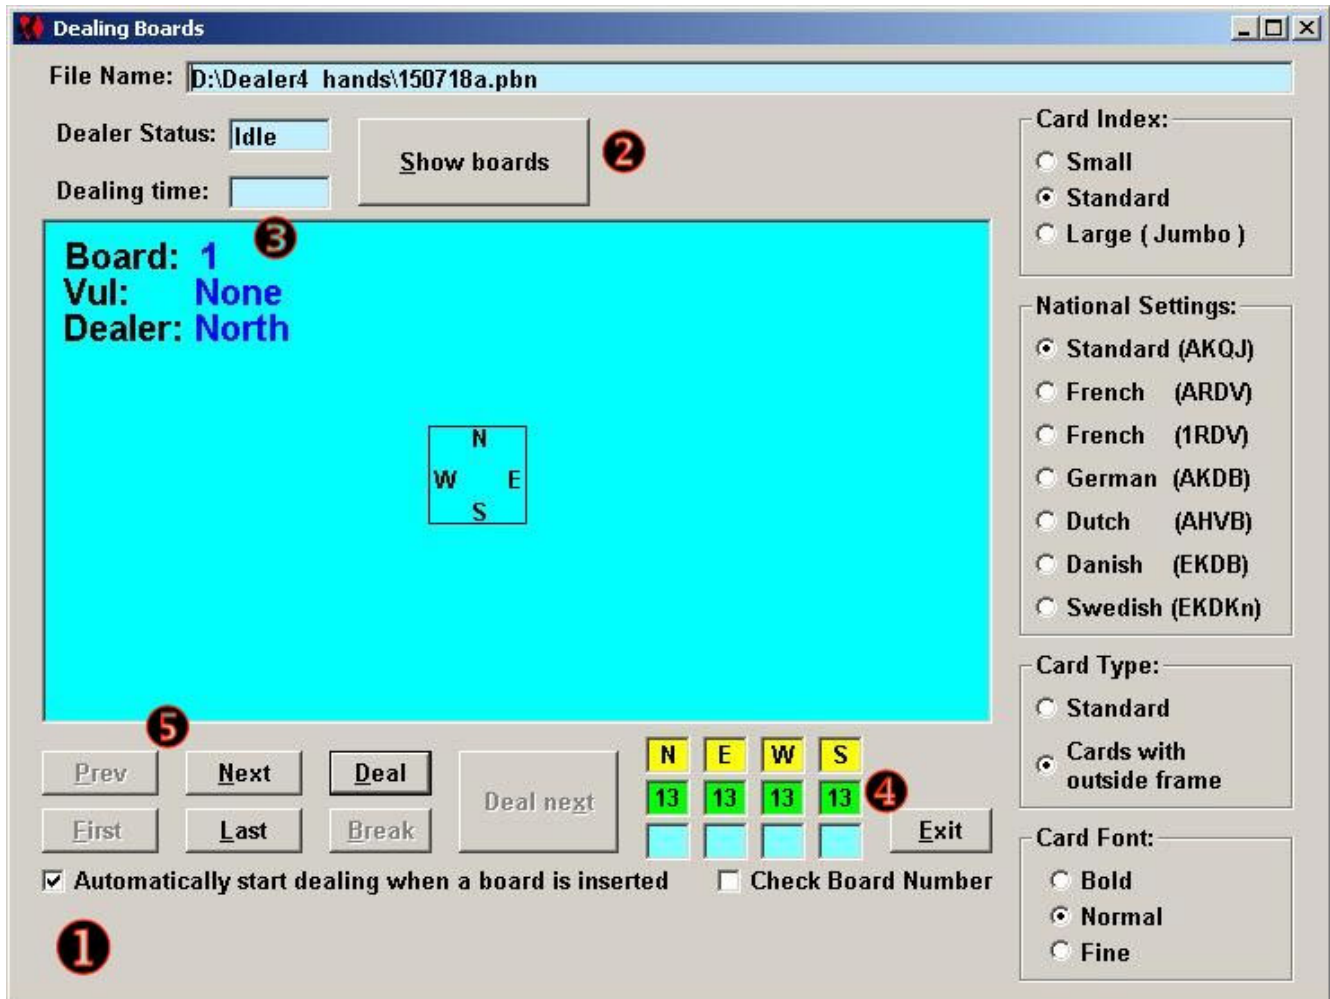 Dealing Boards
File Name: D:\Dealer4 hands\150718a.pbn
Dealer Status: Idle
Show boards
2
Dealing time:
3
Board: 1
Vul: None
Dealer: North
N
W E
S
5
Prev Next Deal
Deal next
First Last Break
N E W S
13 13 13 13
4
Exit
Automatically start dealing when a board is inserted
Check Board Number
1
Card Index:
Small
Standard
Large ( Jumbo )
National Settings:
Standard (AKQJ)
French (ARDV)
French (1RDV)
German (AKDB)
Dutch (AHVB)
Danish (EKDB)
Swedish (EKDKn)
Card Type:
Standard
Cards with
outside frame
Card Font:
Bold
Normal
Fine